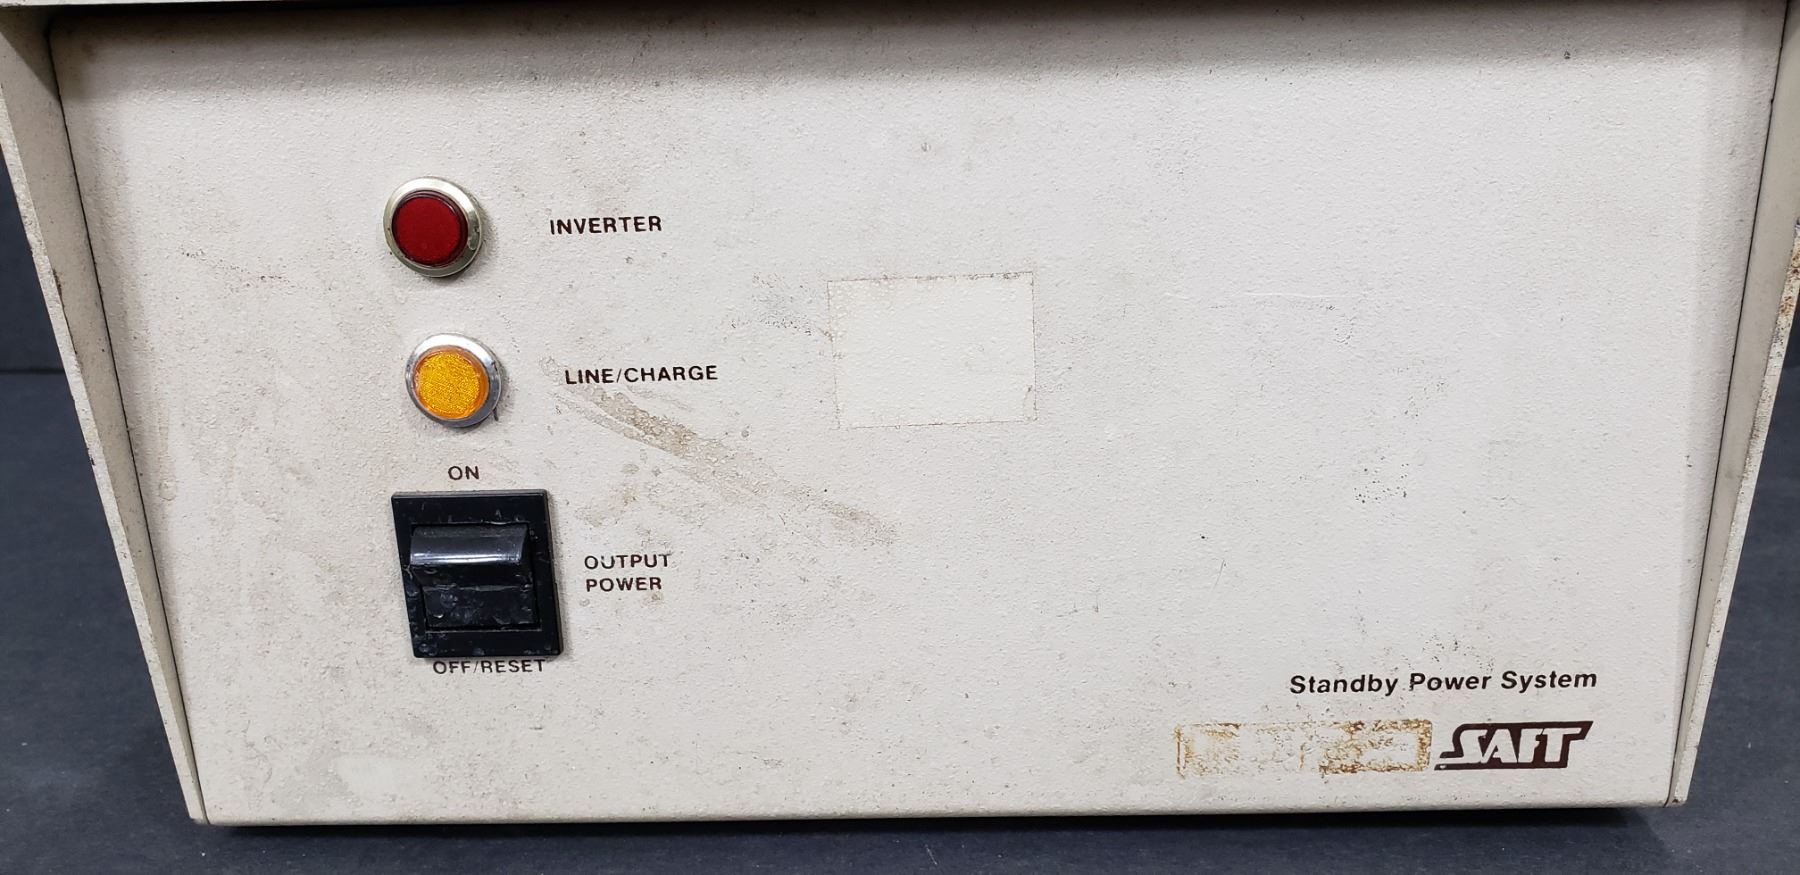 INVERTER
LINE/CHARGE
ON
OUTPUT
POWER
OFF/RESET
Standby Power System
SAFT